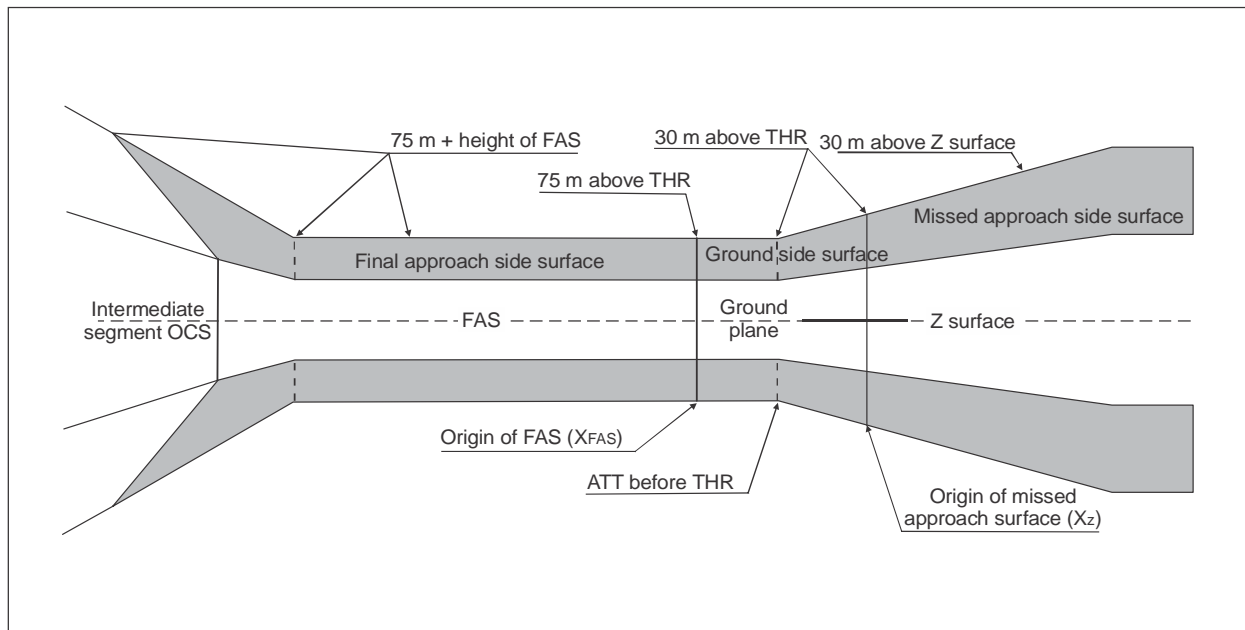 75 m + height of FAS
30 m above THR
30 m above Z surface
75 m above THR
Missed approach side surface
Final approach side surface
Ground side surface
Intermediate
segment OCS
FAS
Ground
plane
Z surface
Origin of FAS (XFAS)
ATT before THR
Origin of missed
approach surface (XZ)